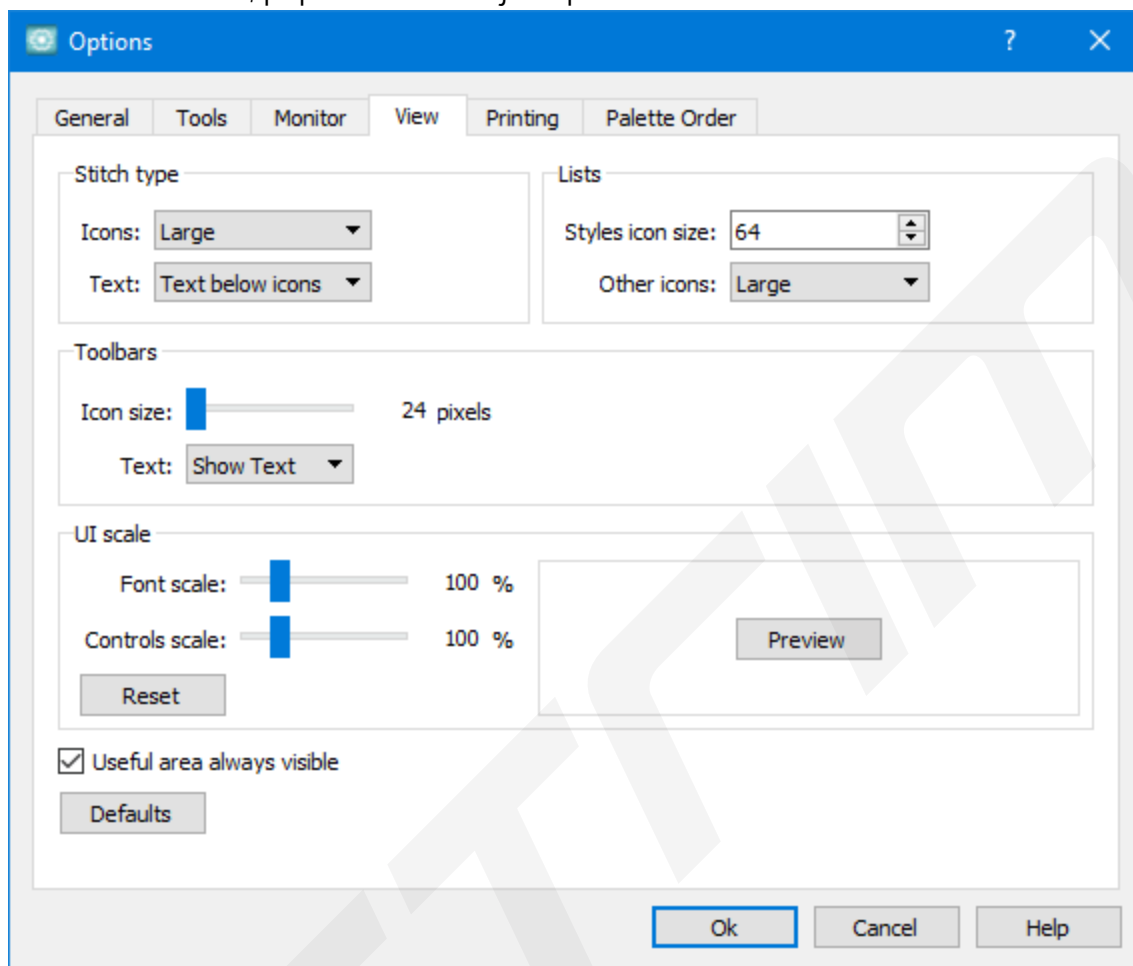 Options
?
General Tools Monitor View Printing Palette Order
Stitch type
Icons: Large
Text: Text below icons
Lists
Styles icon size: 64
Other icons: Large
Toolbars
Icon size: 24 pixels
Text: Show Text
UI scale
Font scale: 100 %
Controls scale: 100 %
Reset
Preview
Useful area always visible
Defaults
Ok Cancel Help